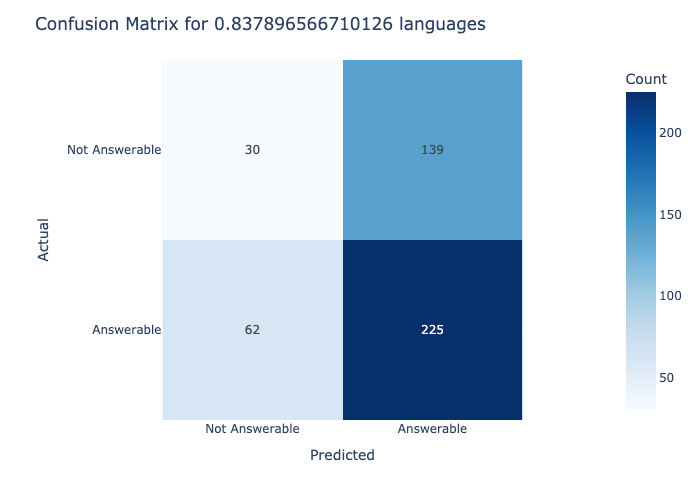 Confusion Matrix for 0.837896566710126 languages
Count
Not Answerable
30
139
200
150
Actual
100
Answerable
62
225
50
Not Answerable
Answerable
Predicted